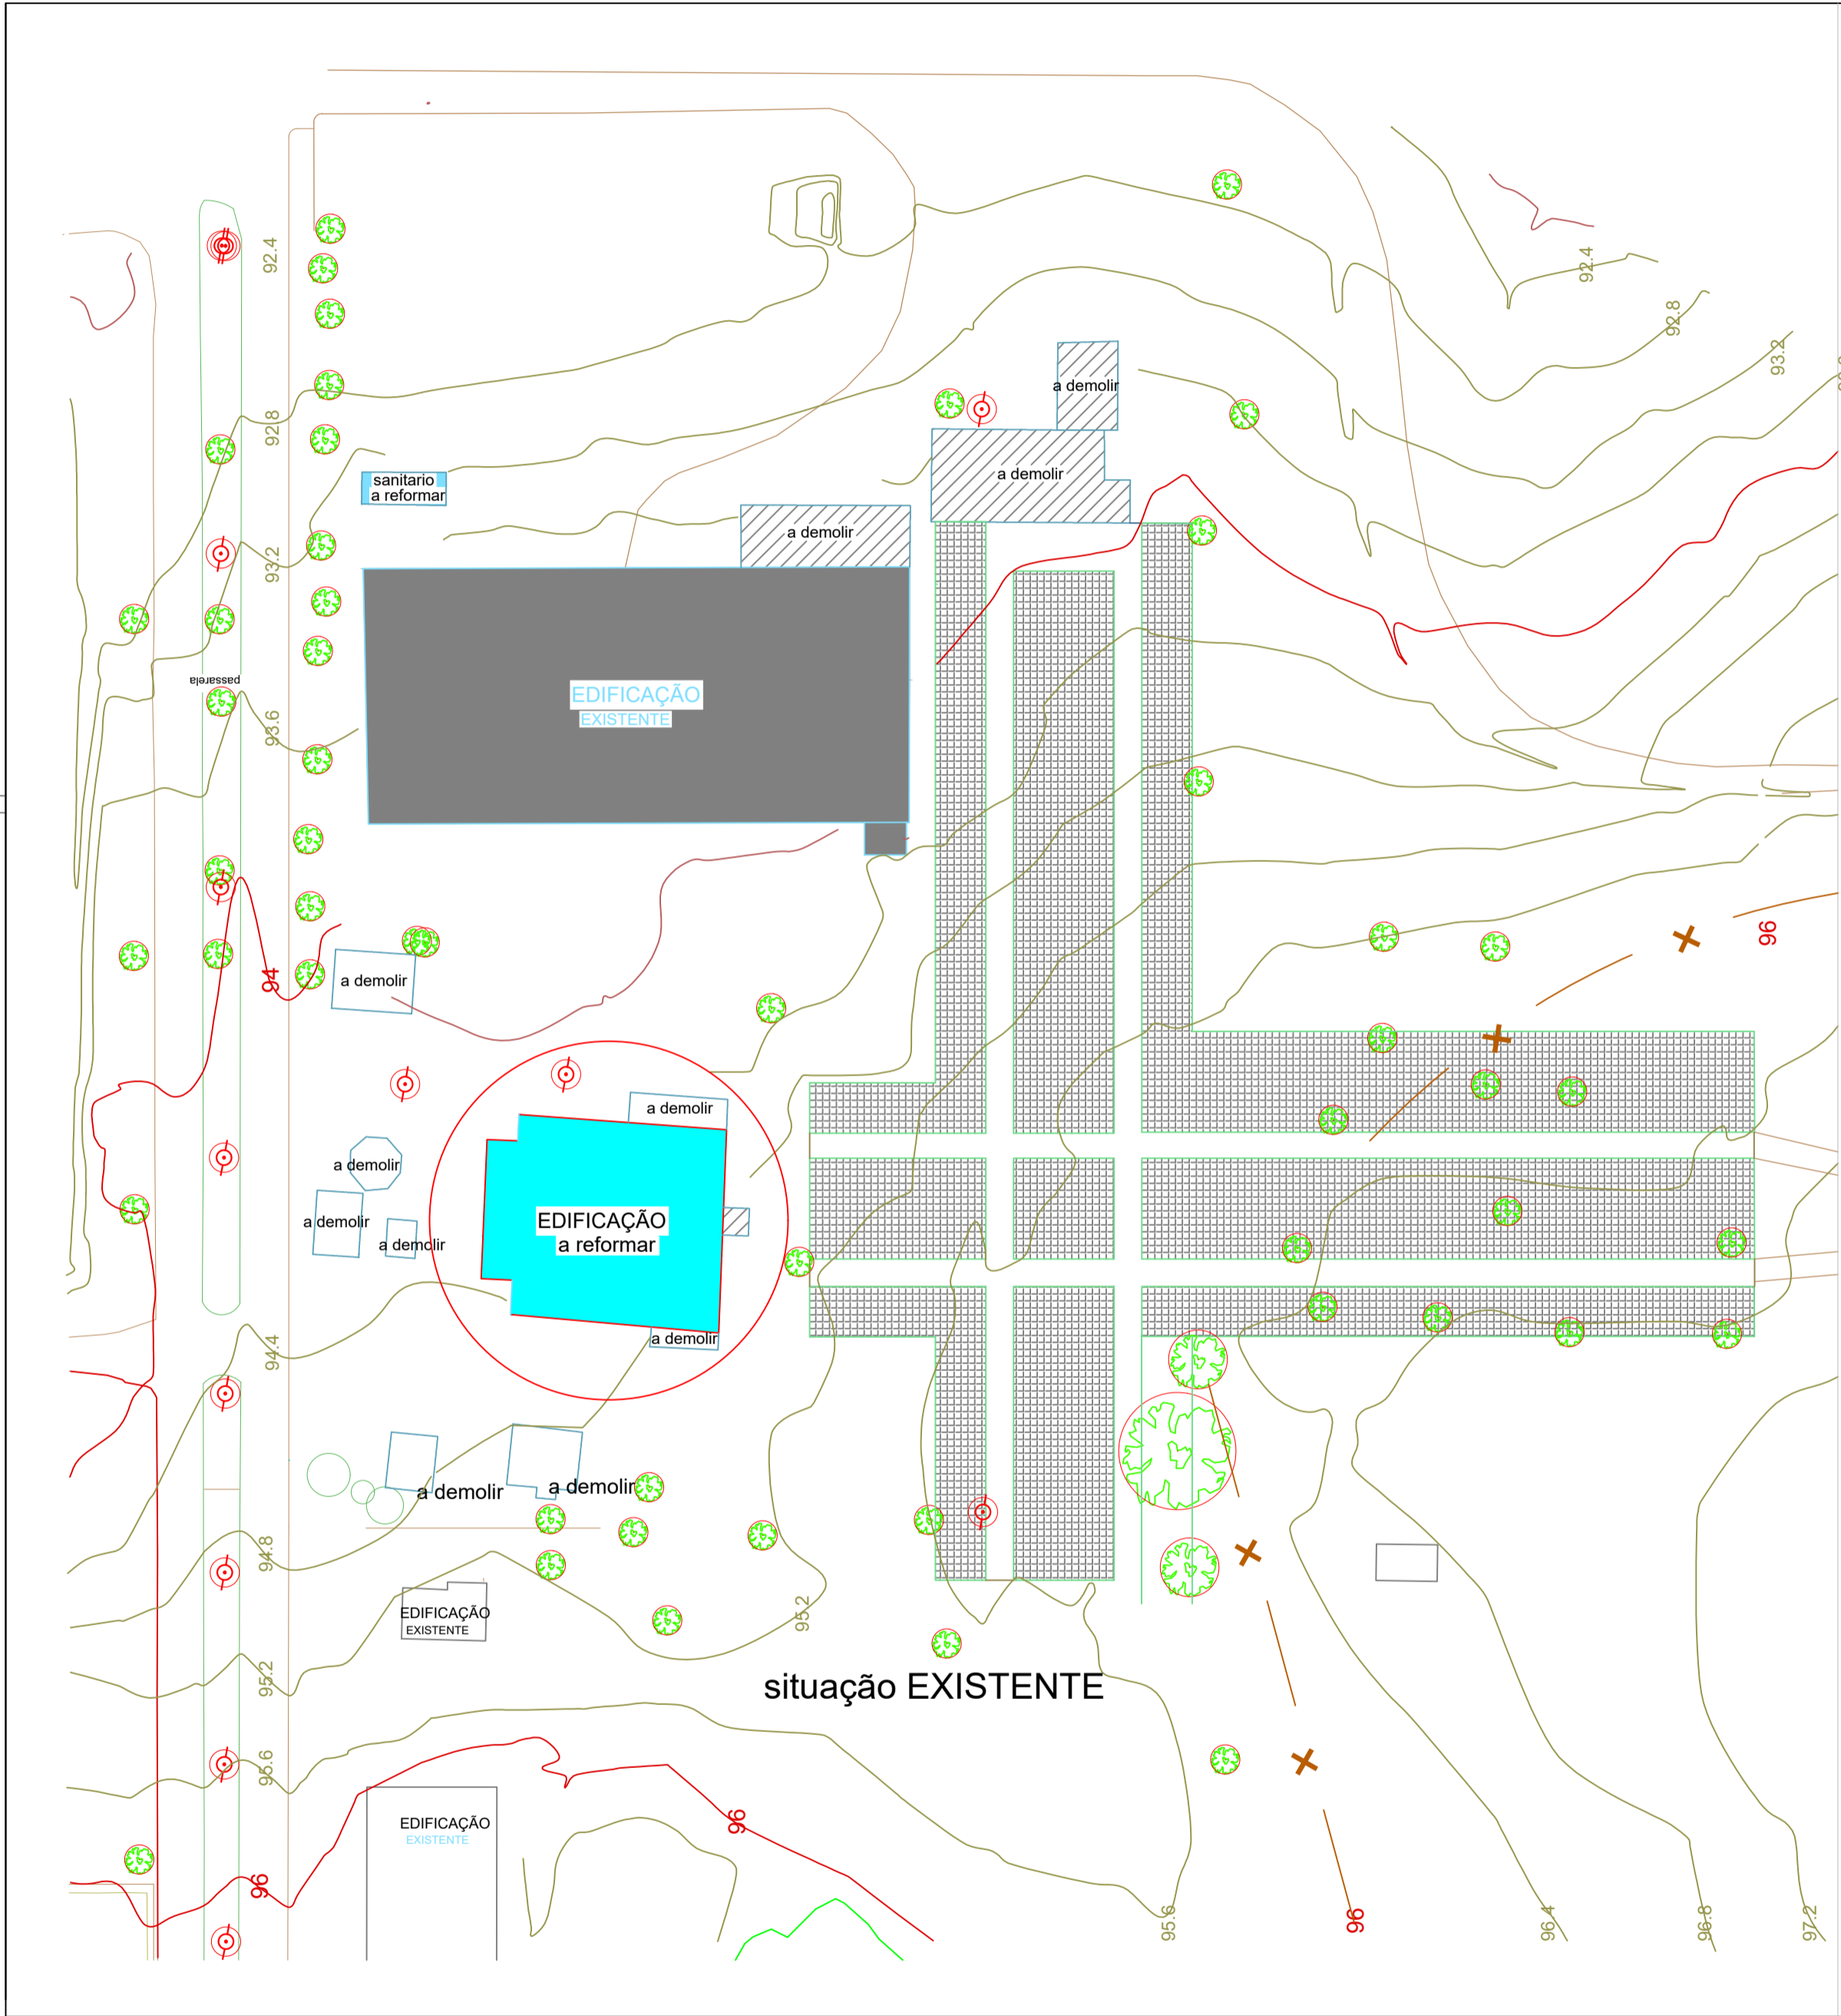 92.4
92.4
92.8
93.2
a demolir
92.8
a demolir
sanitario
a reformar
a demolir
93.2
passarela
EDIFICAÇÃO
EXISTENTE
93.6
96
94
a demolir
a demolir
a demolir
a demolir
a demolir
EDIFICAÇÃO
a reformar
a demolir
94.4
a demolir
a demolir
94.8
95.2
EDIFICAÇÃO
EXISTENTE
95.2
situação EXISTENTE
95.6
EDIFICAÇÃO
EXISTENTE
96
96
95.6
96
96.4
96.8
97.2